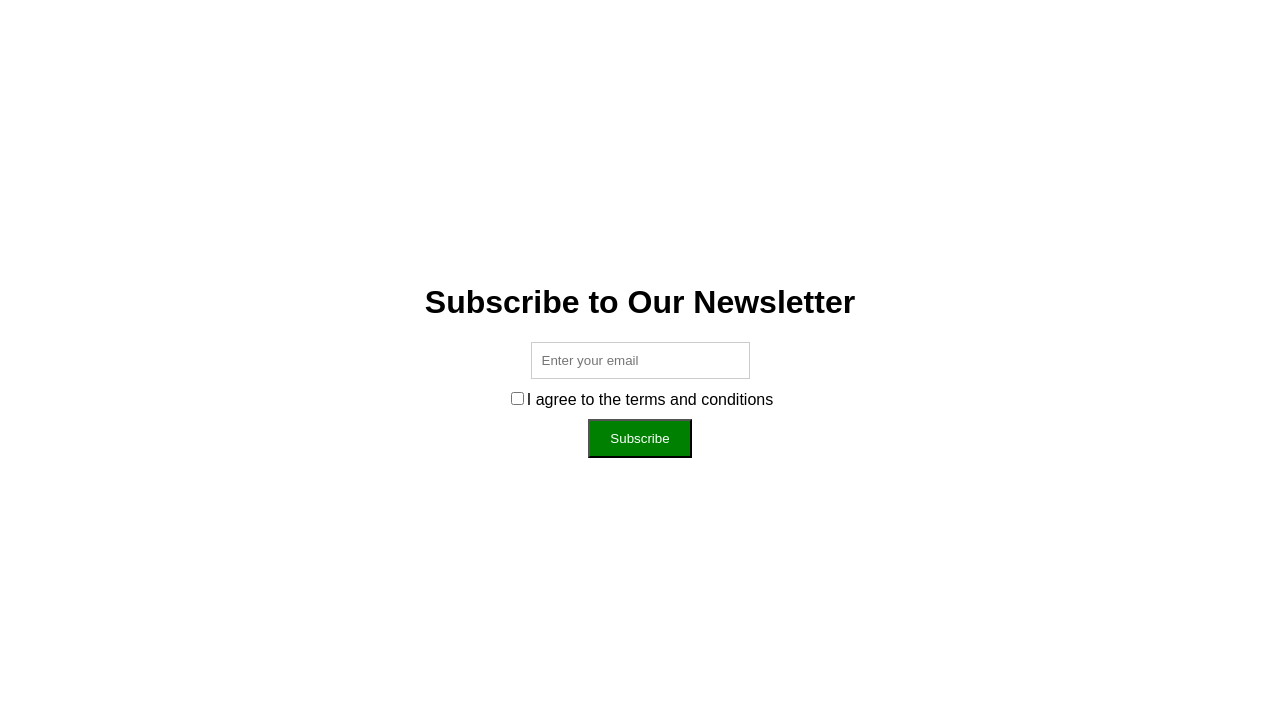 Subscribe to Our Newsletter
Enter your email
I agree to the terms and conditions
Subscribe